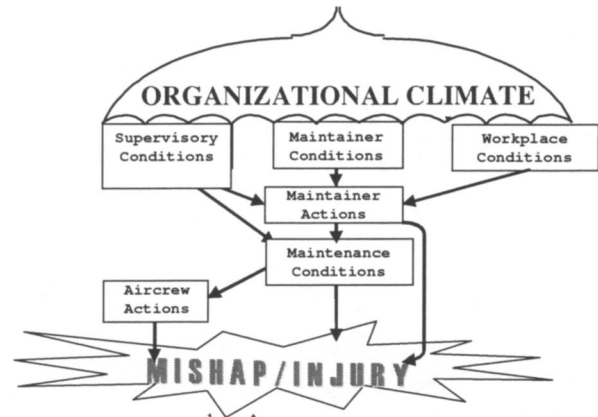 ORGANIZATIONAL CLIMATE
Supervisory
Conditions
Maintainer
Conditions
Workplace
Conditions
Maintainer
Actions
Maintenance
Conditions
Aircrew
Actions
MISHAP/INJURY